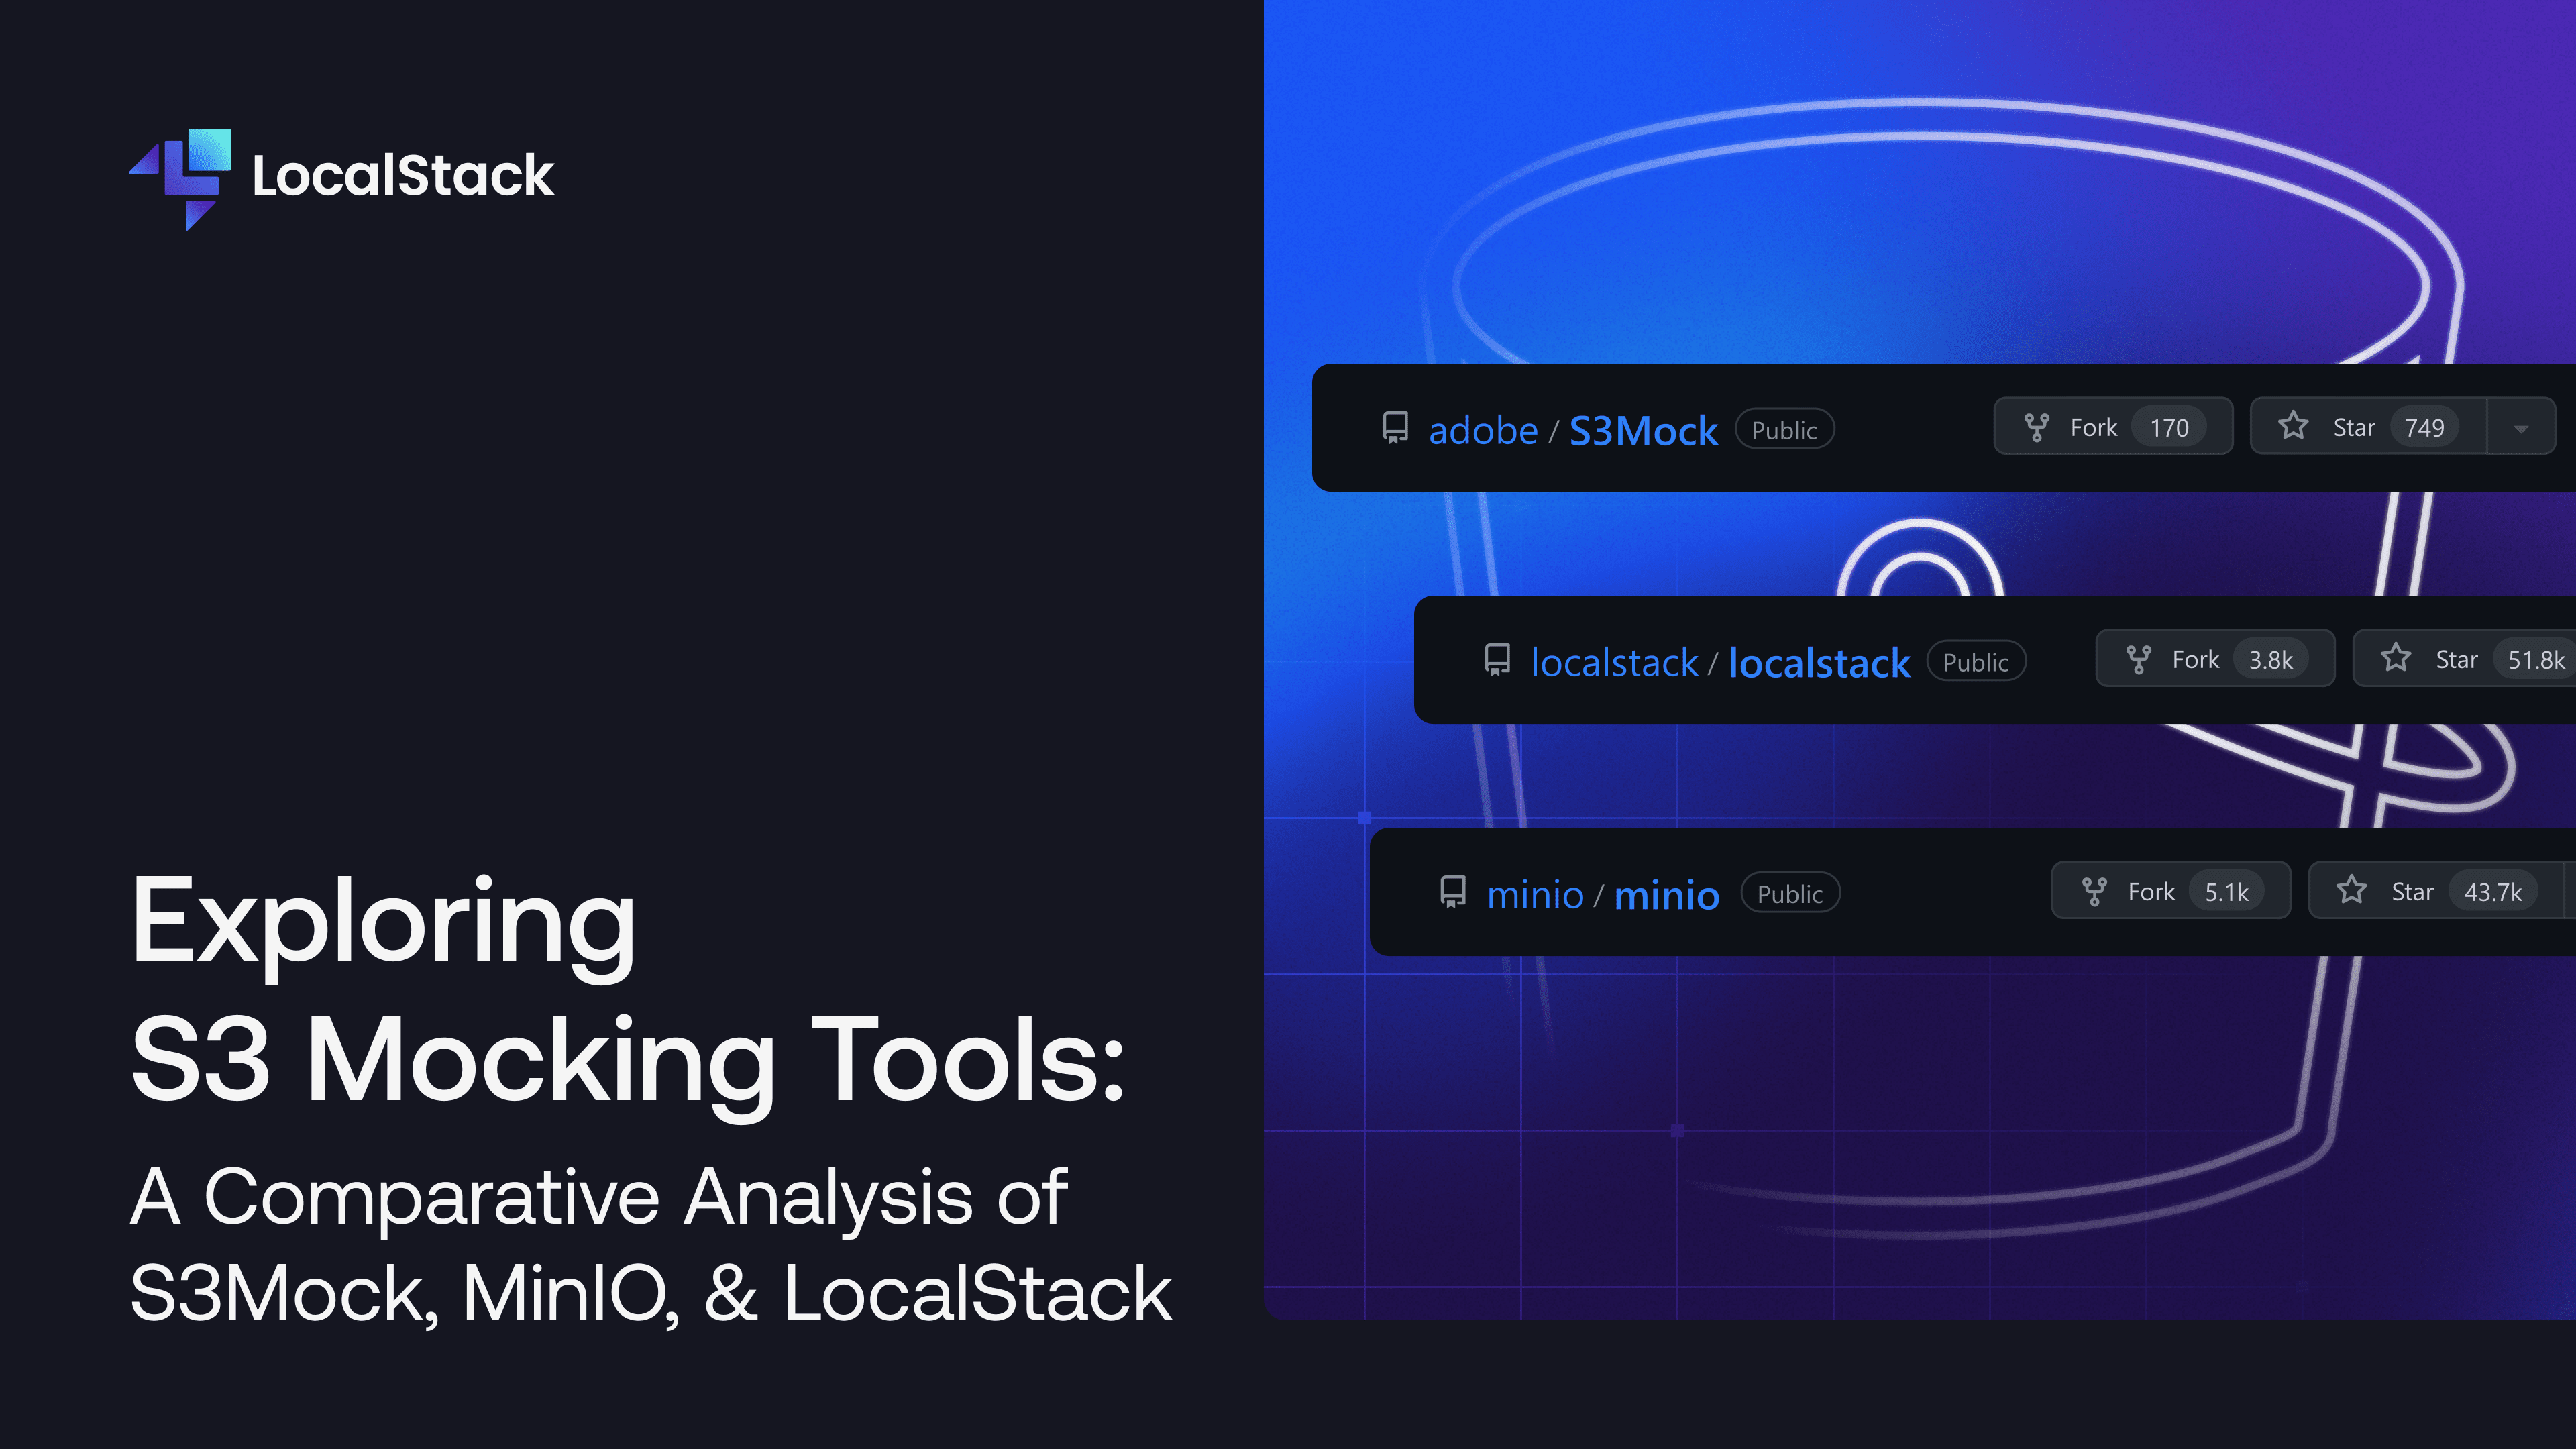 LocalStack
Exploring
S3 Mocking Tools:
A Comparative Analysis of
S3Mock, MinIO, & LocalStack
adobe / S3Mock Public Fork 170 Star 749
localstack / localstack Public Fork 3.8k Star 51.8k
minio / minio Public Fork 5.1k Star 43.7k